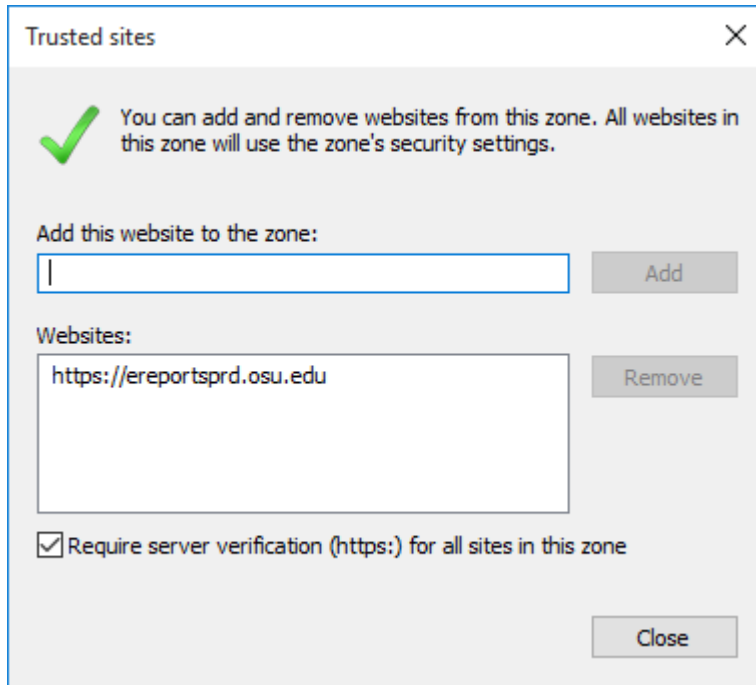 Trusted sites
You can add and remove websites from this zone. All websites in
this zone will use the zone's security settings.
Add this website to the zone:
Add
Websites:
https://ereportsprd.osu.edu
Remove
Require server verification (https:) for all sites in this zone
Close